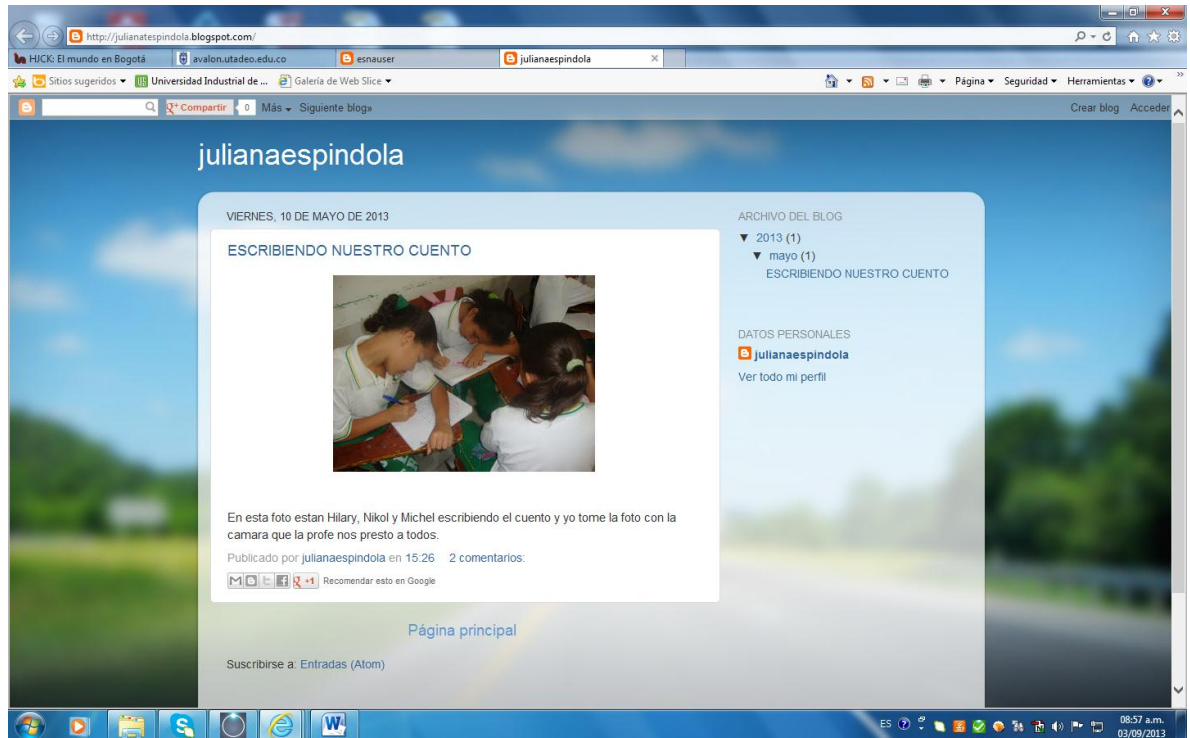 http://julianatespindola.blogspot.com/
HJCK: El mundo en Bogotá
avalon.utadeo.edu.co
esnauser
julianaespindola
Sitios sugeridos
Universidad Industrial de ...
Galería de Web Slice
Página
Seguridad
Herramientas
Compartir 0 Más Siguiente blog»
Crear blog Acceder
julianaespindola
VIERNES, 10 DE MAYO DE 2013
ESCRIBIENDO NUESTRO CUENTO
En esta foto estan Hilary, Nikol y Michel escribiendo el cuento y yo tome la foto con la
camara que la profe nos presto a todos.
Publicado por julianaespindola en 15:26 2 comentarios:
+1 Recomendar esto en Google
Página principal
Suscribirse a: Entradas (Atom)
ARCHIVO DEL BLOG
▼ 2013 (1)
▼ mayo (1)
ESCRIBIENDO NUESTRO CUENTO
DATOS PERSONALES
julianaespindola
Ver todo mi perfil
ES
08:57 a.m.
03/09/2013